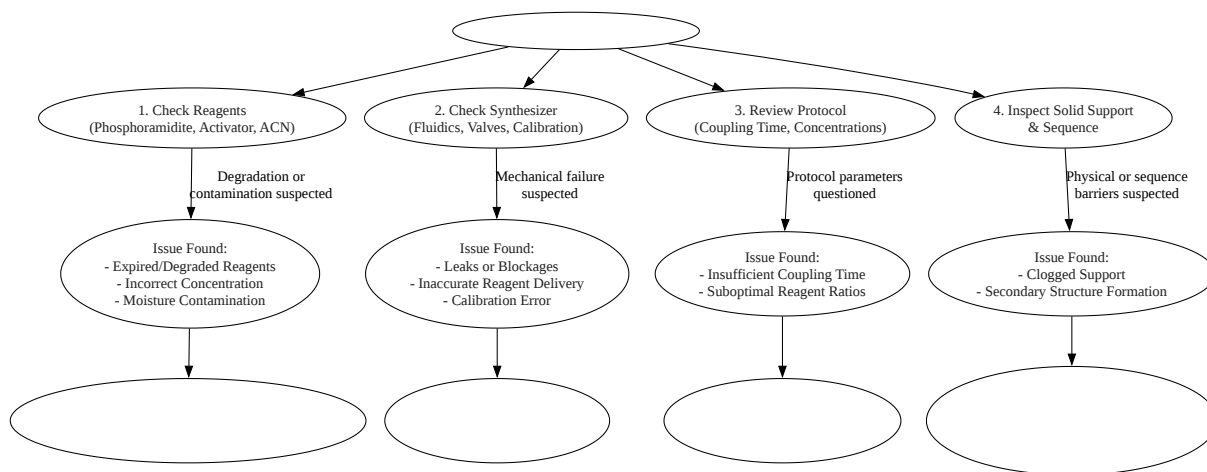 1. Check Reagents
(Phosphoramidite, Activator, ACN)
2. Check Synthesizer
(Fluidics, Valves, Calibration)
3. Review Protocol
(Coupling Time, Concentrations)
4. Inspect Solid Support
& Sequence
Degradation or
contamination suspected
Mechanical failure
suspected
Protocol parameters
questioned
Physical or sequence
barriers suspected
Issue Found:
- Expired/Degraded Reagents
- Incorrect Concentration
- Moisture Contamination
Issue Found:
- Leaks or Blockages
- Inaccurate Reagent Delivery
- Calibration Error
Issue Found:
- Insufficient Coupling Time
- Suboptimal Reagent Ratios
Issue Found:
- Clogged Support
- Secondary Structure Formation